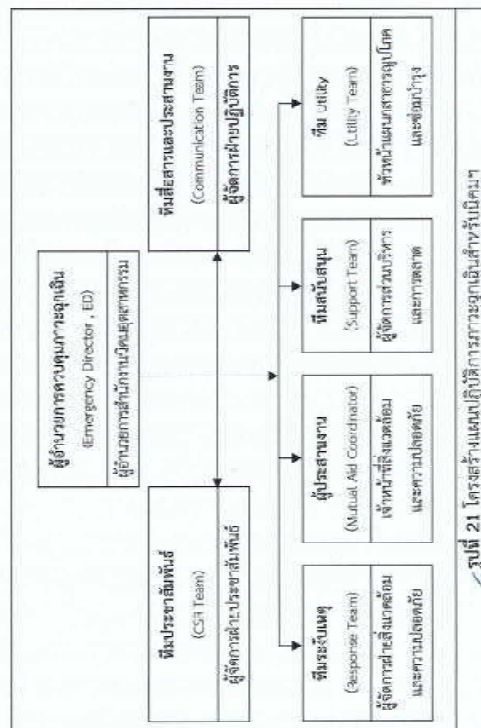 ผู้อำนวยการควบคุมภาวะฉุกเฉิน
(Emergency Director , ED)
ผู้อำนวยการสำนักงานนิคมอุตสาหกรรม
ทีมประชาสัมพันธ์
(CSR Team)
ผู้จัดการฝ่ายประชาสัมพันธ์
ทีมสื่อสารและประสานงาน
(Communication Team)
ผู้จัดการฝ่ายปฏิบัติการ
ทีมระงับเหตุ
(Response Team)
ผู้จัดการฝ่ายสิ่งแวดล้อม
และความปลอดภัย
ผู้ประสานงาน
(Mutual Aid Coordinator)
เจ้าหน้าที่สิ่งแวดล้อม
และความปลอดภัย
ทีมสนับสนุน
(Support Team)
ผู้จัดการส่วนบริหาร
และการตลาด
ทีม Utility
(Utility Team)
หัวหน้าแผนกสาธารณูปโภค
และซ่อมบำรุง
รูปที่ 21 โครงสร้างแผนปฏิบัติการภาวะฉุกเฉินสำหรับนิคมฯ